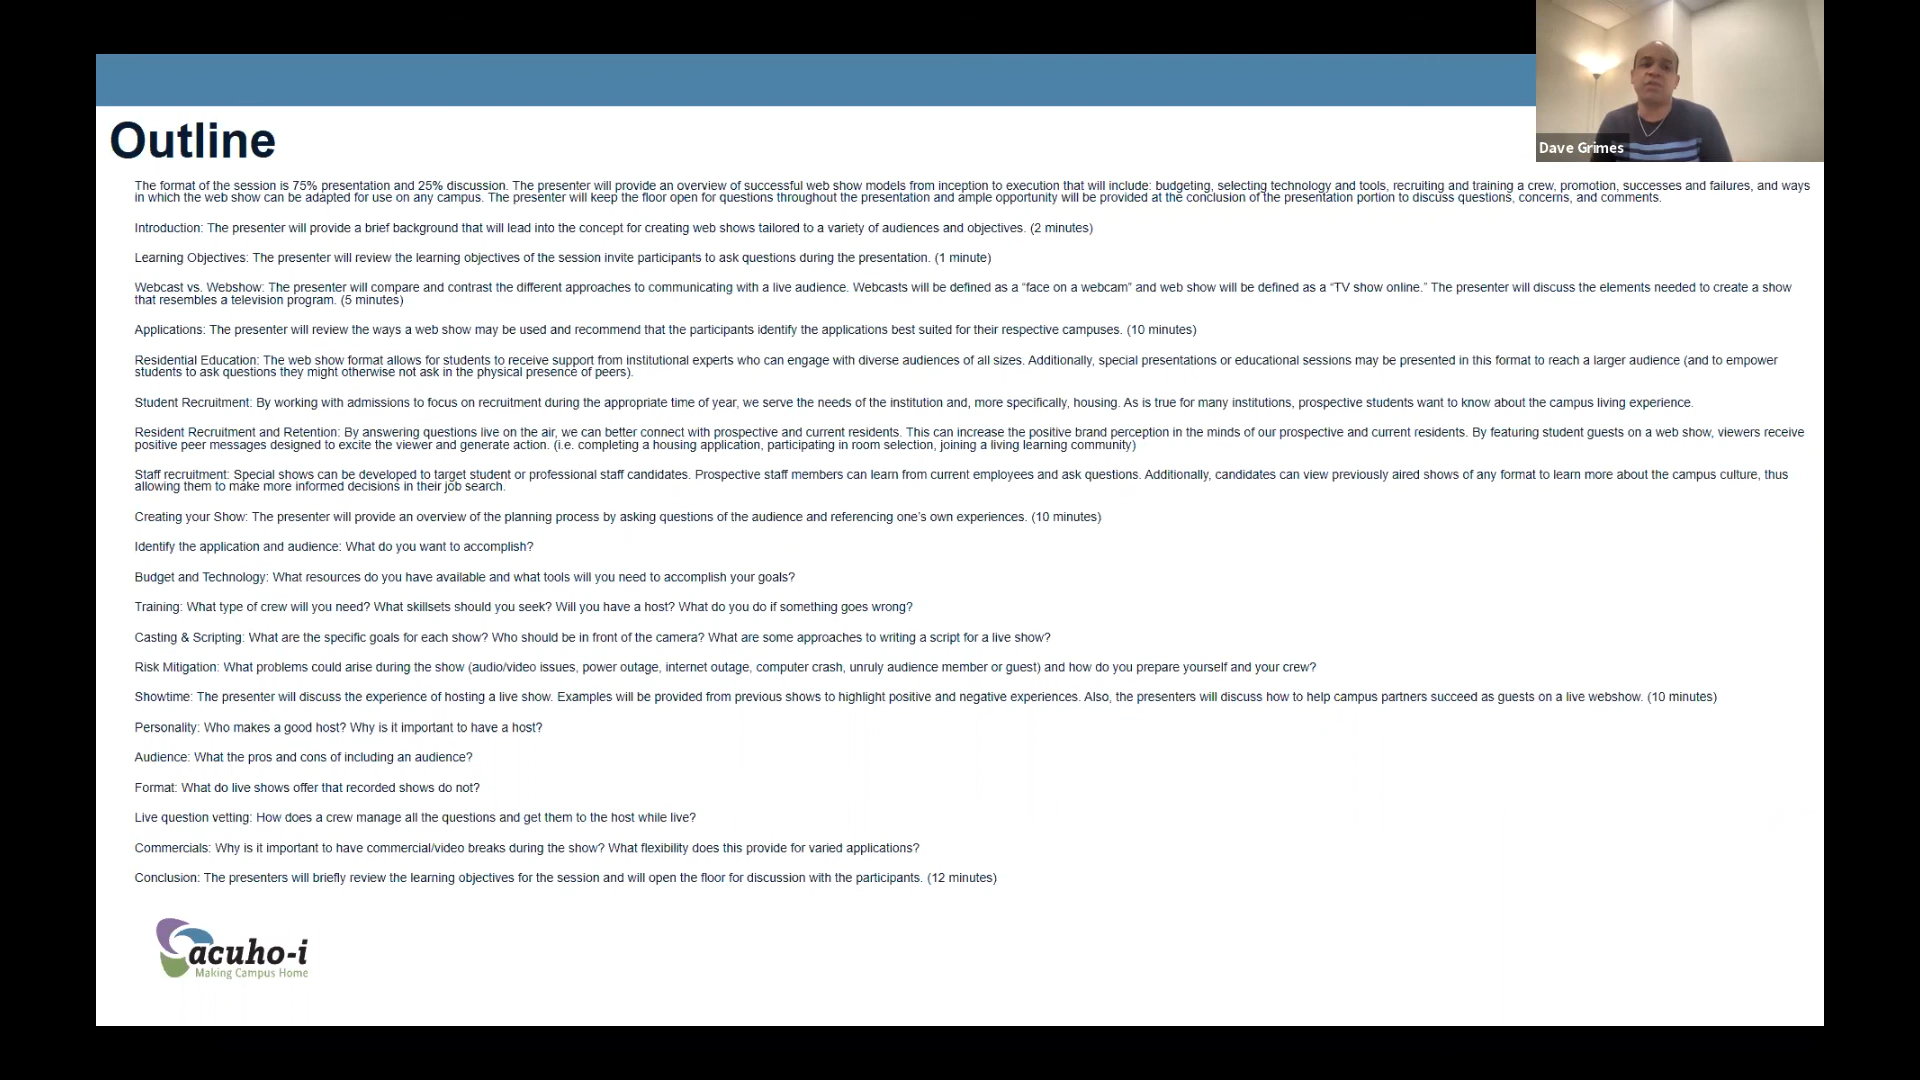 Dave Grimes
Outline
The format of the session is 75% presentation and 25% discussion. The presenter will provide an overview of successful web show models from inception to execution that will include: budgeting, selecting technology and tools, recruiting and training a crew, promotion, successes and failures, and ways
in which the web show can be adapted for use on any campus. The presenter will keep the floor open for questions throughout the presentation and ample opportunity will be provided at the conclusion of the presentation portion to discuss questions, concerns, and comments.
Introduction: The presenter will provide a brief background that will lead into the concept for creating web shows tailored to a variety of audiences and objectives. (2 minutes)
Learning Objectives: The presenter will review the learning objectives of the session invite participants to ask questions during the presentation. (1 minute)
Webcast vs. Webshow: The presenter will compare and contrast the different approaches to communicating with a live audience. Webcasts will be defined as a “face on a webcam” and web show will be defined as a “TV show online.” The presenter will discuss the elements needed to create a show
that resembles a television program. (5 minutes)
Applications: The presenter will review the ways a web show may be used and recommend that the participants identify the applications best suited for their respective campuses. (10 minutes)
Residential Education: The web show format allows for students to receive support from institutional experts who can engage with diverse audiences of all sizes. Additionally, special presentations or educational sessions may be presented in this format to reach a larger audience (and to empower
students to ask questions they might otherwise not ask in the physical presence of peers).
Student Recruitment: By working with admissions to focus on recruitment during the appropriate time of year, we serve the needs of the institution and, more specifically, housing. As is true for many institutions, prospective students want to know about the campus living experience.
Resident Recruitment and Retention: By answering questions live on the air, we can better connect with prospective and current residents. This can increase the positive brand perception in the minds of our prospective and current residents. By featuring student guests on a web show, viewers receive
positive peer messages designed to excite the viewer and generate action. (i.e. completing a housing application, participating in room selection, joining a living learning community)
Staff recruitment: Special shows can be developed to target student or professional staff candidates. Prospective staff members can learn from current employees and ask questions. Additionally, candidates can view previously aired shows of any format to learn more about the campus culture, thus
allowing them to make more informed decisions in their job search.
Creating your Show: The presenter will provide an overview of the planning process by asking questions of the audience and referencing one’s own experiences. (10 minutes)
Identify the application and audience: What do you want to accomplish?
Budget and Technology: What resources do you have available and what tools will you need to accomplish your goals?
Training: What type of crew will you need? What skillsets should you seek? Will you have a host? What do you do if something goes wrong?
Casting & Scripting: What are the specific goals for each show? Who should be in front of the camera? What are some approaches to writing a script for a live show?
Risk Mitigation: What problems could arise during the show (audio/video issues, power outage, internet outage, computer crash, unruly audience member or guest) and how do you prepare yourself and your crew?
Showtime: The presenter will discuss the experience of hosting a live show. Examples will be provided from previous shows to highlight positive and negative experiences. Also, the presenters will discuss how to help campus partners succeed as guests on a live webshow. (10 minutes)
Personality: Who makes a good host? Why is it important to have a host?
Audience: What the pros and cons of including an audience?
Format: What do live shows offer that recorded shows do not?
Live question vetting: How does a crew manage all the questions and get them to the host while live?
Commercials: Why is it important to have commercial/video breaks during the show? What flexibility does this provide for varied applications?
Conclusion: The presenters will briefly review the learning objectives for the session and will open the floor for discussion with the participants. (12 minutes)
acuho-i
Making Campus Home